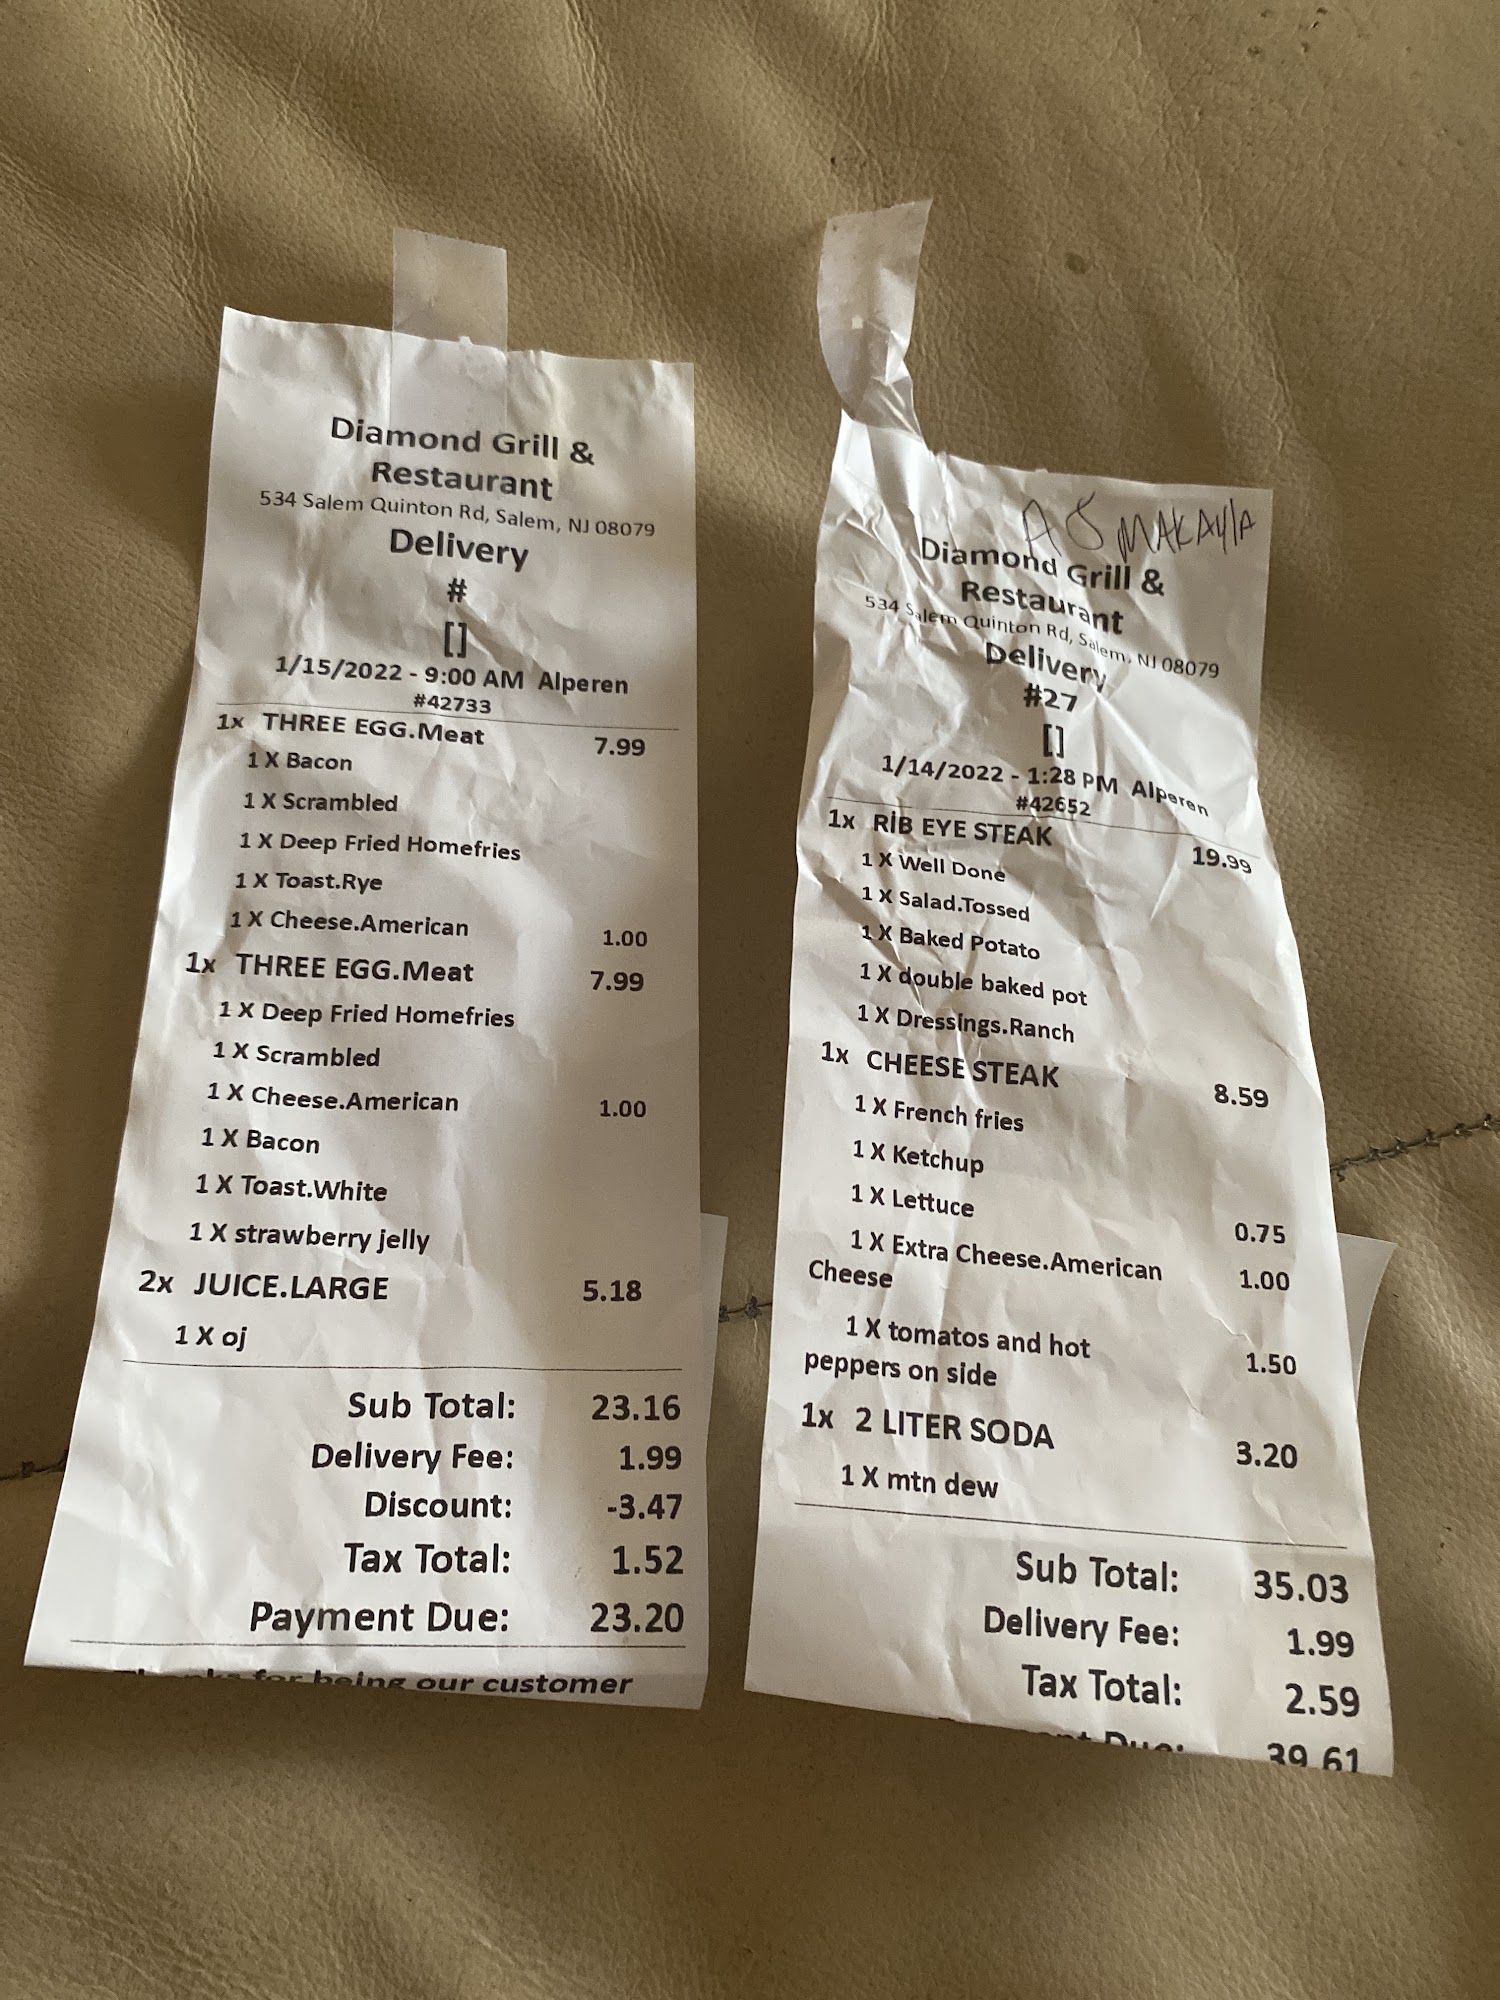 Diamond Grill &
Restaurant
534 Salem Quinton Rd, Salem, NJ 08079
Delivery
#
[]
1/15/2022 - 9:00 AM Alperen
#42733
1x THREE EGG.Meat 7.99
1 X Bacon
1 X Scrambled
1 X Deep Fried Homefries
1 X Toast.Rye
1 X Cheese.American 1.00
1x THREE EGG.Meat 7.99
1 X Deep Fried Homefries
1 X Scrambled
1 X Cheese.American 1.00
1 X Bacon
1 X Toast.White
1 X strawberry jelly
2x JUICE.LARGE 5.18
1 X oj
Sub Total: 23.16
Delivery Fee: 1.99
Discount: -3.47
Tax Total: 1.52
Payment Due: 23.20
Thanks for being our customer
MAKAylA
Diamond Grill &
Restaurant
534 Salem Quinton Rd, Salem, NJ 08079
Delivery
#27
[]
1/14/2022 - 1:28 PM Alperen
#42652
1x RİB EYE STEAK 19.99
1 X Well Done
1 X Salad.Tossed
1 X Baked Potato
1 X double baked pot
1 X Dressings.Ranch
1x CHEESE STEAK 8.59
1 X French fries
1 X Ketchup
1 X Lettuce 0.75
1 X Extra Cheese.American 1.00
Cheese
1 X tomatos and hot 1.50
peppers on side
1x 2 LITER SODA 3.20
1 X mtn dew
Sub Total: 35.03
Delivery Fee: 1.99
Tax Total: 2.59
Due: 39.61